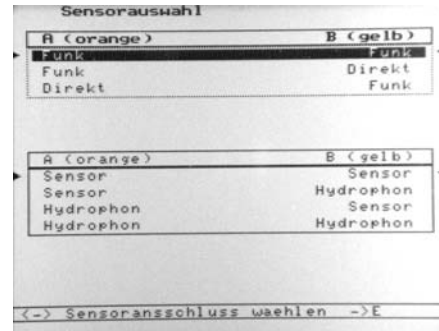 Sensorauswahl
A (orange) B (gelb)
Funk Funk
Funk Direkt
Direkt Funk
A (orange) B (gelb)
Sensor Sensor
Sensor Hydrophon
Hydrophon Sensor
Hydrophon Hydrophon
<-> Sensoransschluss waehlen ->E